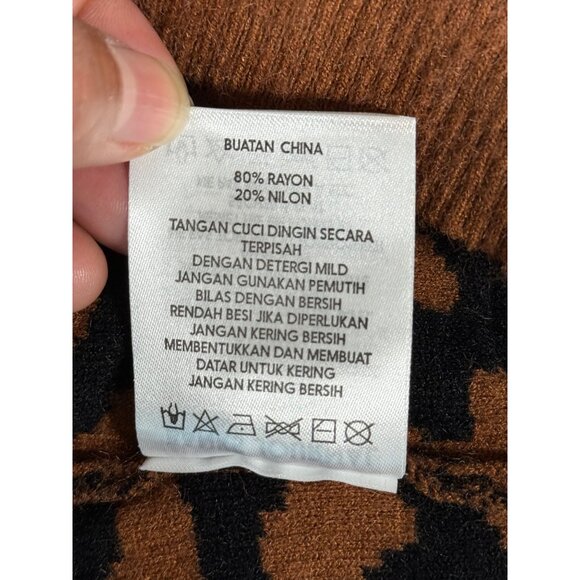 BUATAN CHINA
80% RAYON
20% NILON
TANGAN CUCI DINGIN SECARA
TERPISAH
DENGAN DETERGI MILD
JANGAN GUNAKAN PEMUTIH
BILAS DENGAN BERSIH
RENDAH BESI JIKA DIPERLUKAN
JANGAN KERING BERSIH
MEMBENTUKKAN DAN MEMBUAT
DATAR UNTUK KERING
JANGAN KERING BERSIH